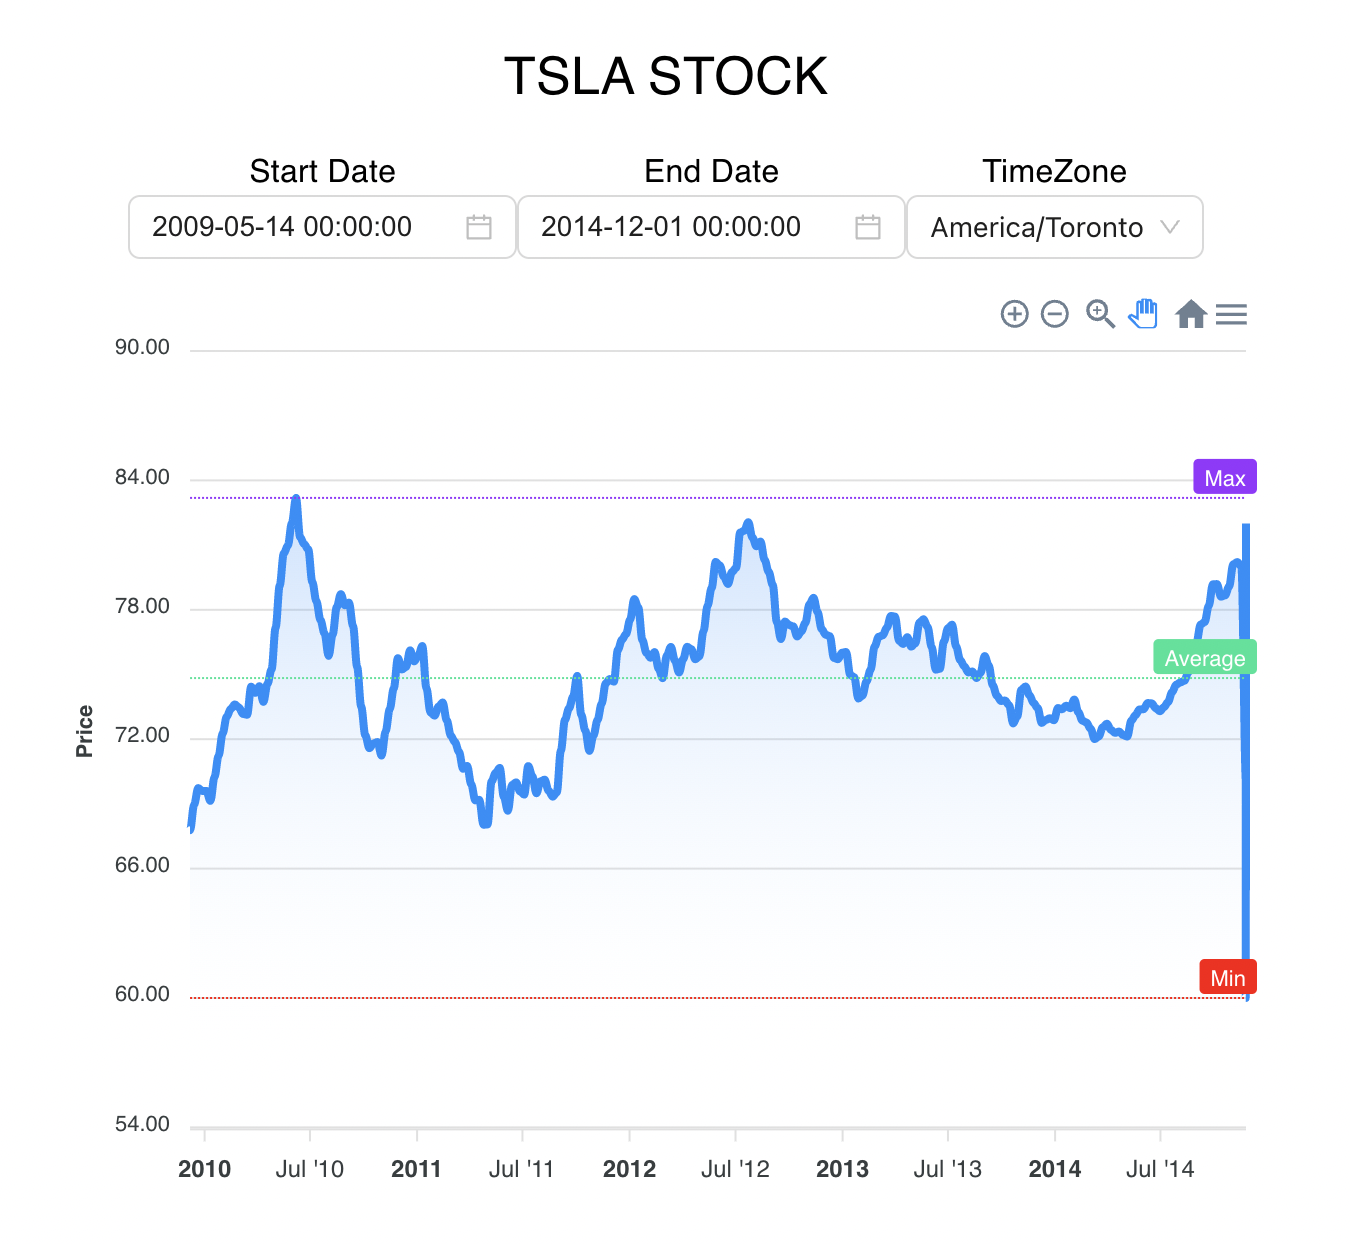 TSLA STOCK
Start Date End Date TimeZone
2009-05-14 00:00:00 2014-12-01 00:00:00 America/Toronto
90.00
84.00
Max
78.00
Average
Price
72.00
66.00
Min
60.00
54.00
2010 Jul '10 2011 Jul '11 2012 Jul '12 2013 Jul '13 2014 Jul '14